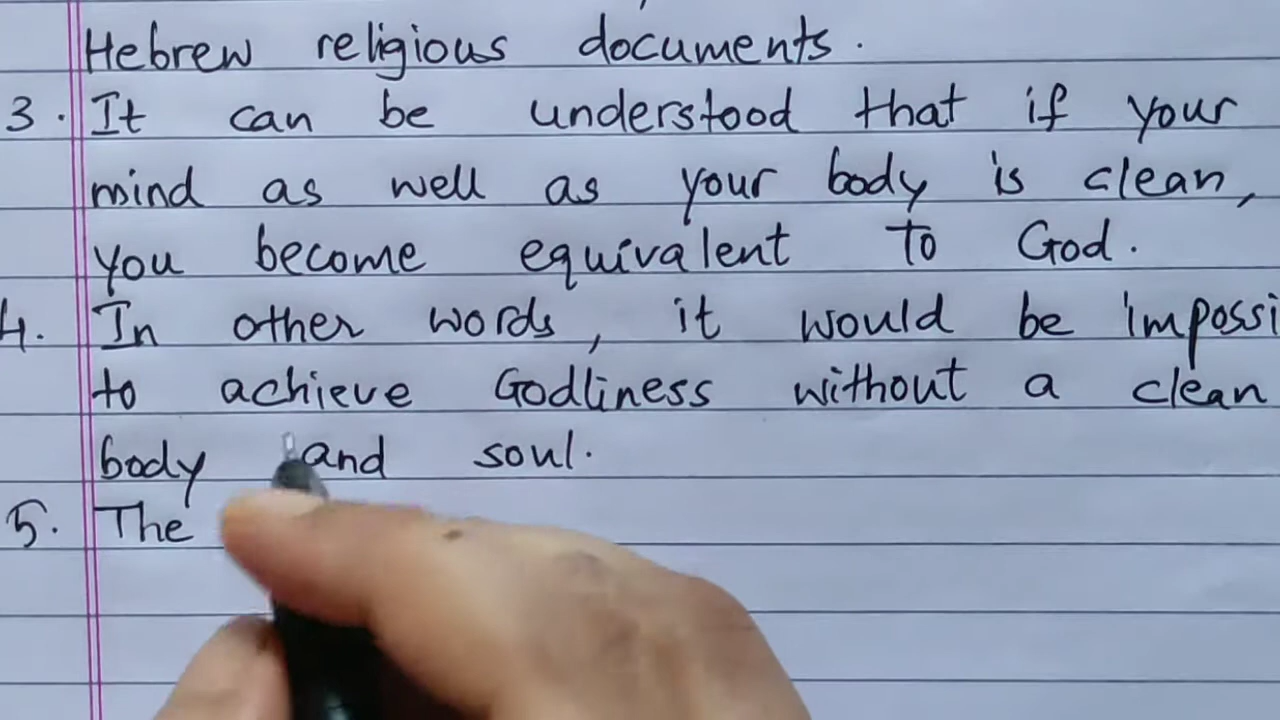 Hebrew religious documents.
3. It can be understood that if your
mind as well as your body is clean,
you become equivalent to God.
4. In other words, it would be impossi
to achieve Godliness without a clean
body and soul.
5. The